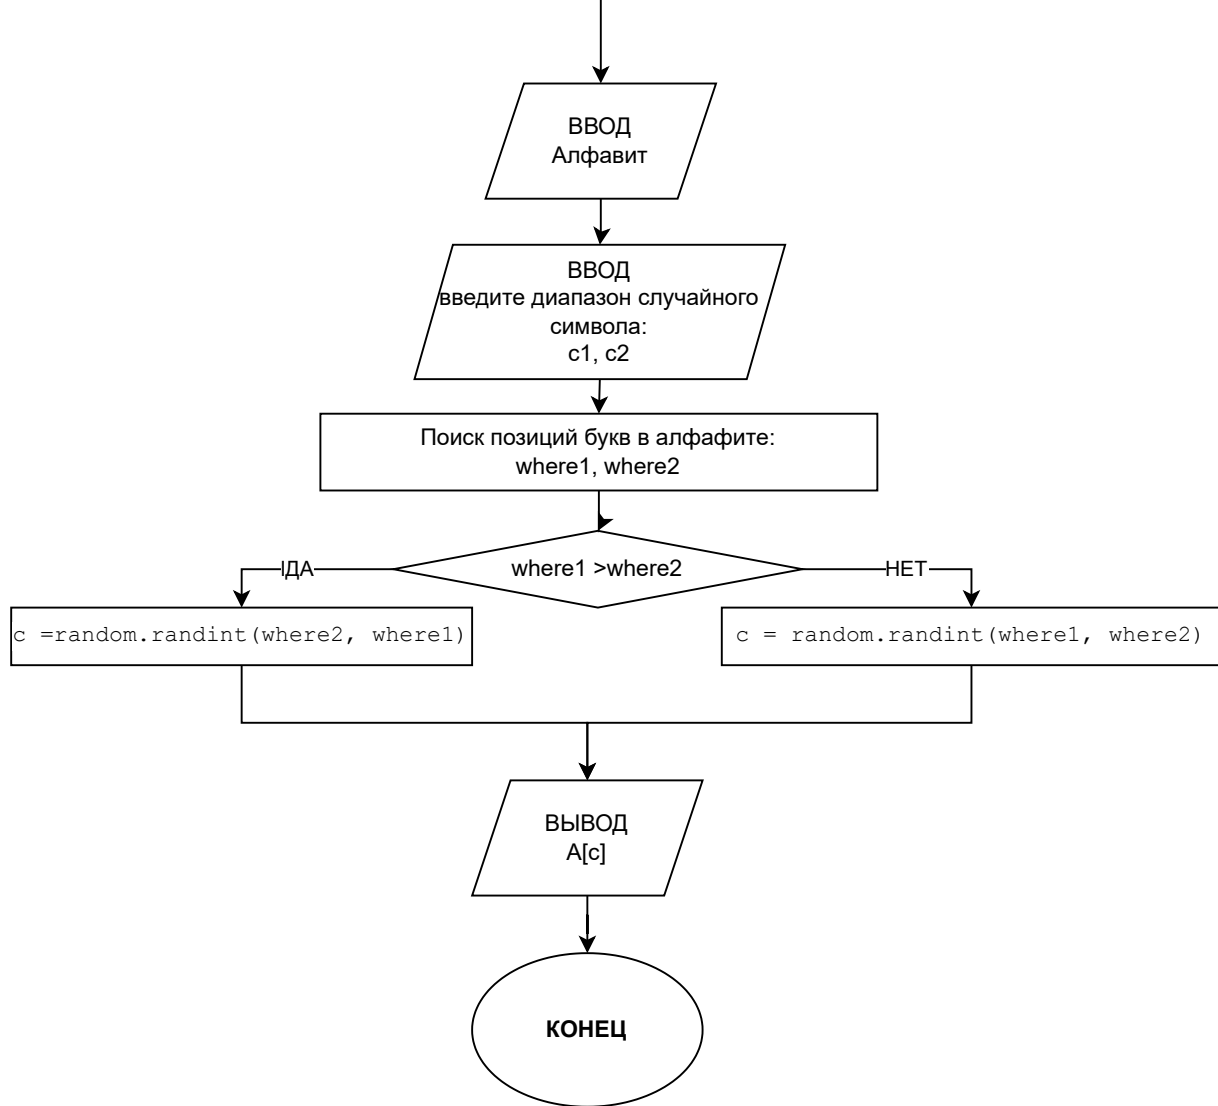 ВВОД
Алфавит
ВВОД
введите диапазон случайного
символа:
c1, c2
Поиск позиций букв в алфафите:
where1, where2
where1 >where2
ДА
НЕТ
c =random.randint(where2, where1)
c = random.randint(where1, where2)
ВЫВОД
A[c]
КОНЕЦ